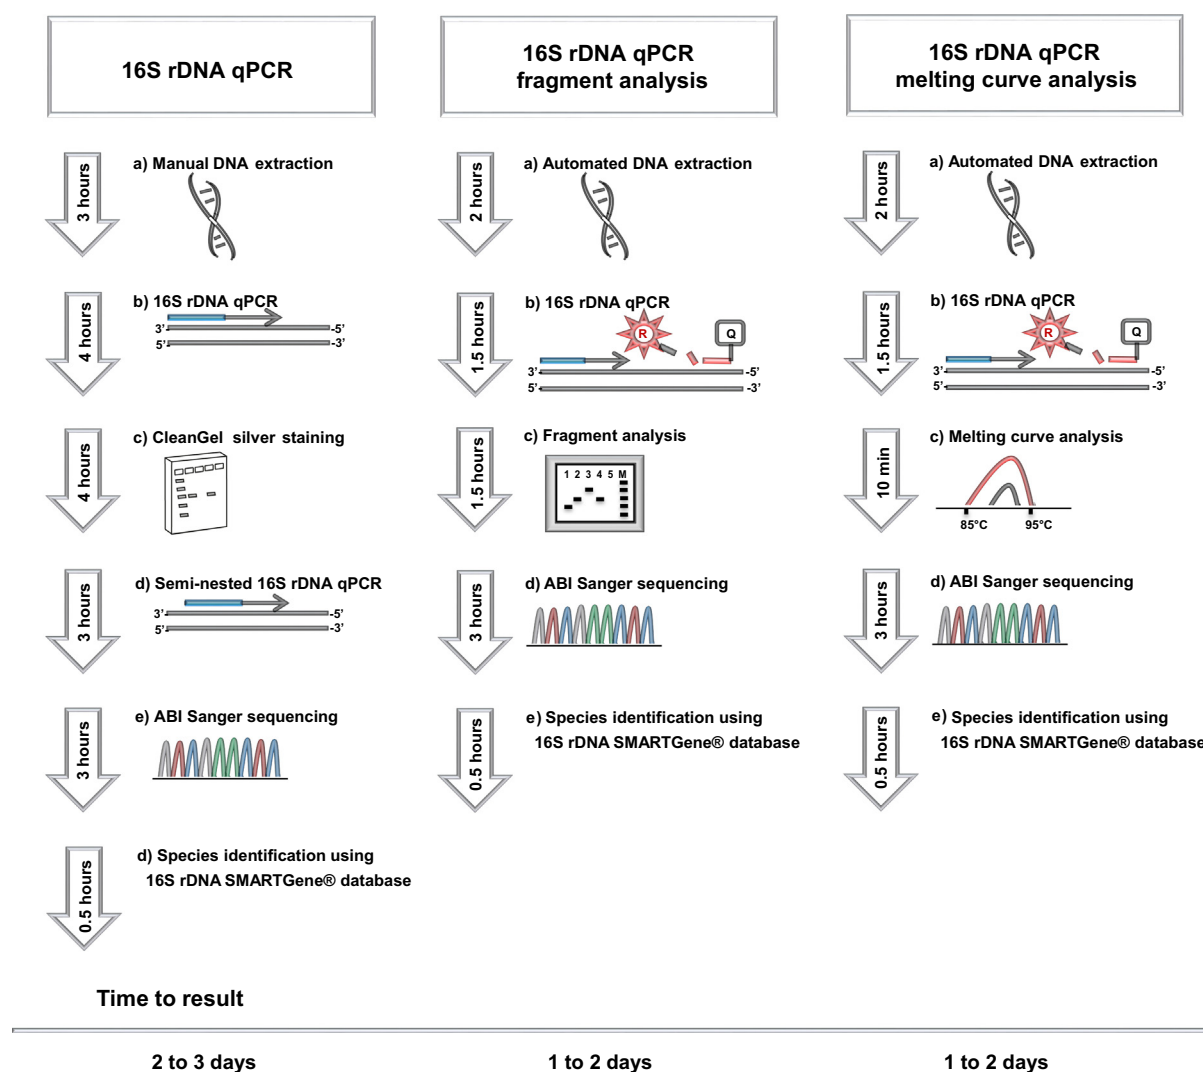 16S rDNA qPCR
3 hours
a) Manual DNA extraction
4 hours
b) 16S rDNA qPCR
3'- -5'
5'- -3'
4 hours
c) CleanGel silver staining
3 hours
d) Semi-nested 16S rDNA qPCR
3'- -5'
5'- -3'
3 hours
e) ABI Sanger sequencing
0.5 hours
d) Species identification using
16S rDNA SMARTGene® database
16S rDNA qPCR
fragment analysis
2 hours
a) Automated DNA extraction
1.5 hours
b) 16S rDNA qPCR
R
Q
3'- -5'
5'- -3'
1.5 hours
c) Fragment analysis
1 2 3 4 5 M
3 hours
d) ABI Sanger sequencing
0.5 hours
e) Species identification using
16S rDNA SMARTGene® database
16S rDNA qPCR
melting curve analysis
2 hours
a) Automated DNA extraction
1.5 hours
b) 16S rDNA qPCR
R
Q
3'- -5'
5'- -3'
10 min
c) Melting curve analysis
85°C 95°C
3 hours
d) ABI Sanger sequencing
0.5 hours
e) Species identification using
16S rDNA SMARTGene® database
Time to result
2 to 3 days
1 to 2 days
1 to 2 days